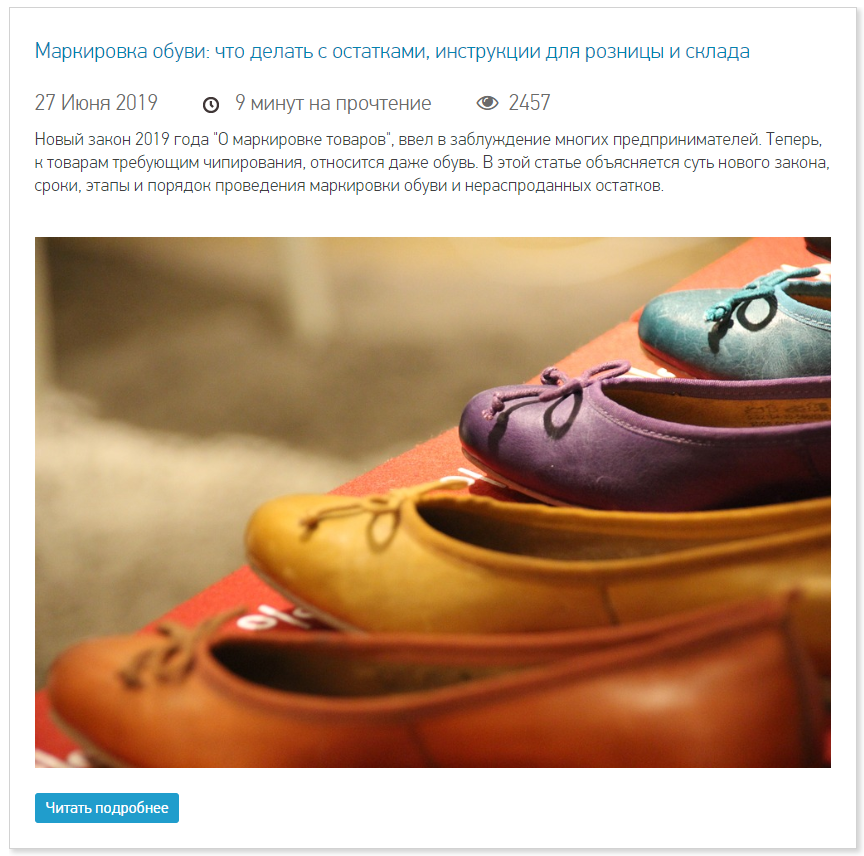 Маркировка обуви: что делать с остатками, инструкции для розницы и склада
27 Июня 2019 9 минут на прочтение 2457
Новый закон 2019 года "О маркировке товаров", ввел в заблуждение многих предпринимателей. Теперь,
к товарам требующим чипирования, относится даже обувь. В этой статье объясняется суть нового закона,
сроки, этапы и порядок проведения маркировки обуви и нераспроданных остатков.
Читать подробнее